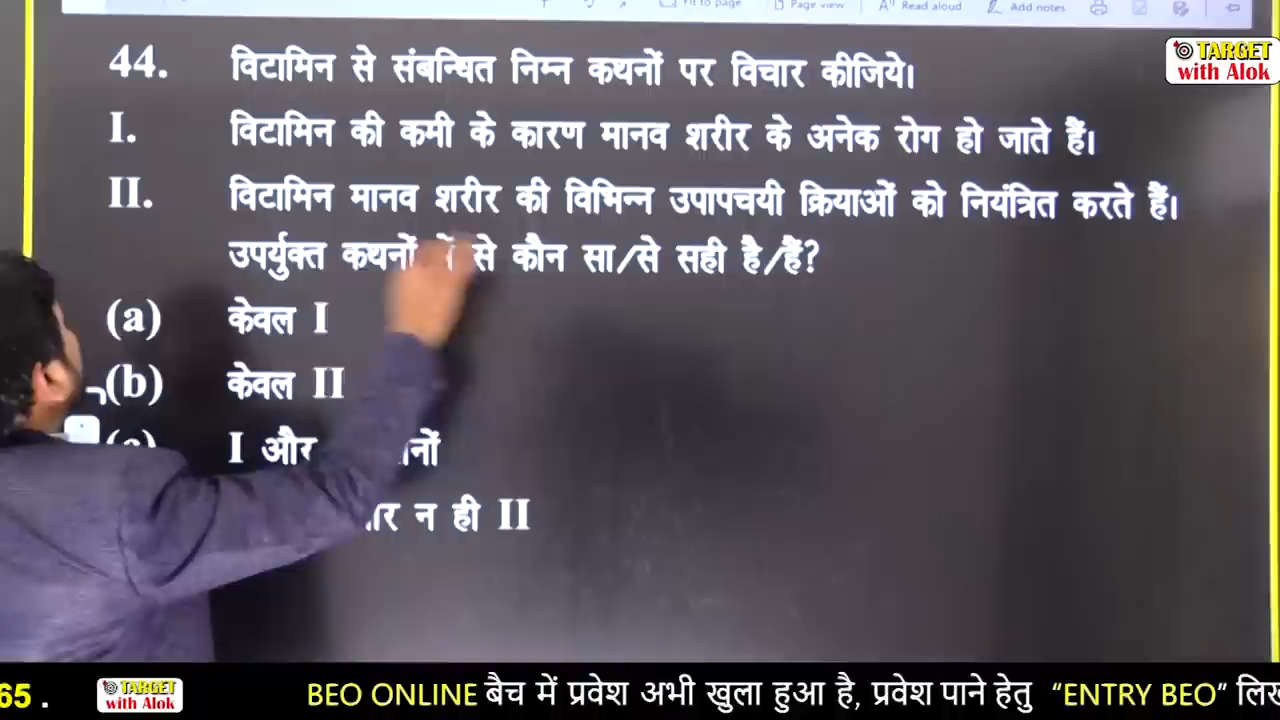 Fit to page
Page view
Read aloud
Add notes
TARGET
with Alok
44. विटामिन से संबन्धित निम्न कथनों पर विचार कीजिये।
I. विटामिन की कमी के कारण मानव शरीर के अनेक रोग हो जाते हैं।
II. विटामिन मानव शरीर की विभिन्न उपापचयी क्रियाओं को नियंत्रित करते हैं।
उपर्युक्त कथनों से कौन सा/से सही है/हैं?
(a) केवल I
(b) केवल II
I और
न ही II
65 .
TARGET
with Alok
BEO ONLINE बैच में प्रवेश अभी खुला हुआ है, प्रवेश पाने हेतु “ENTRY BEO”